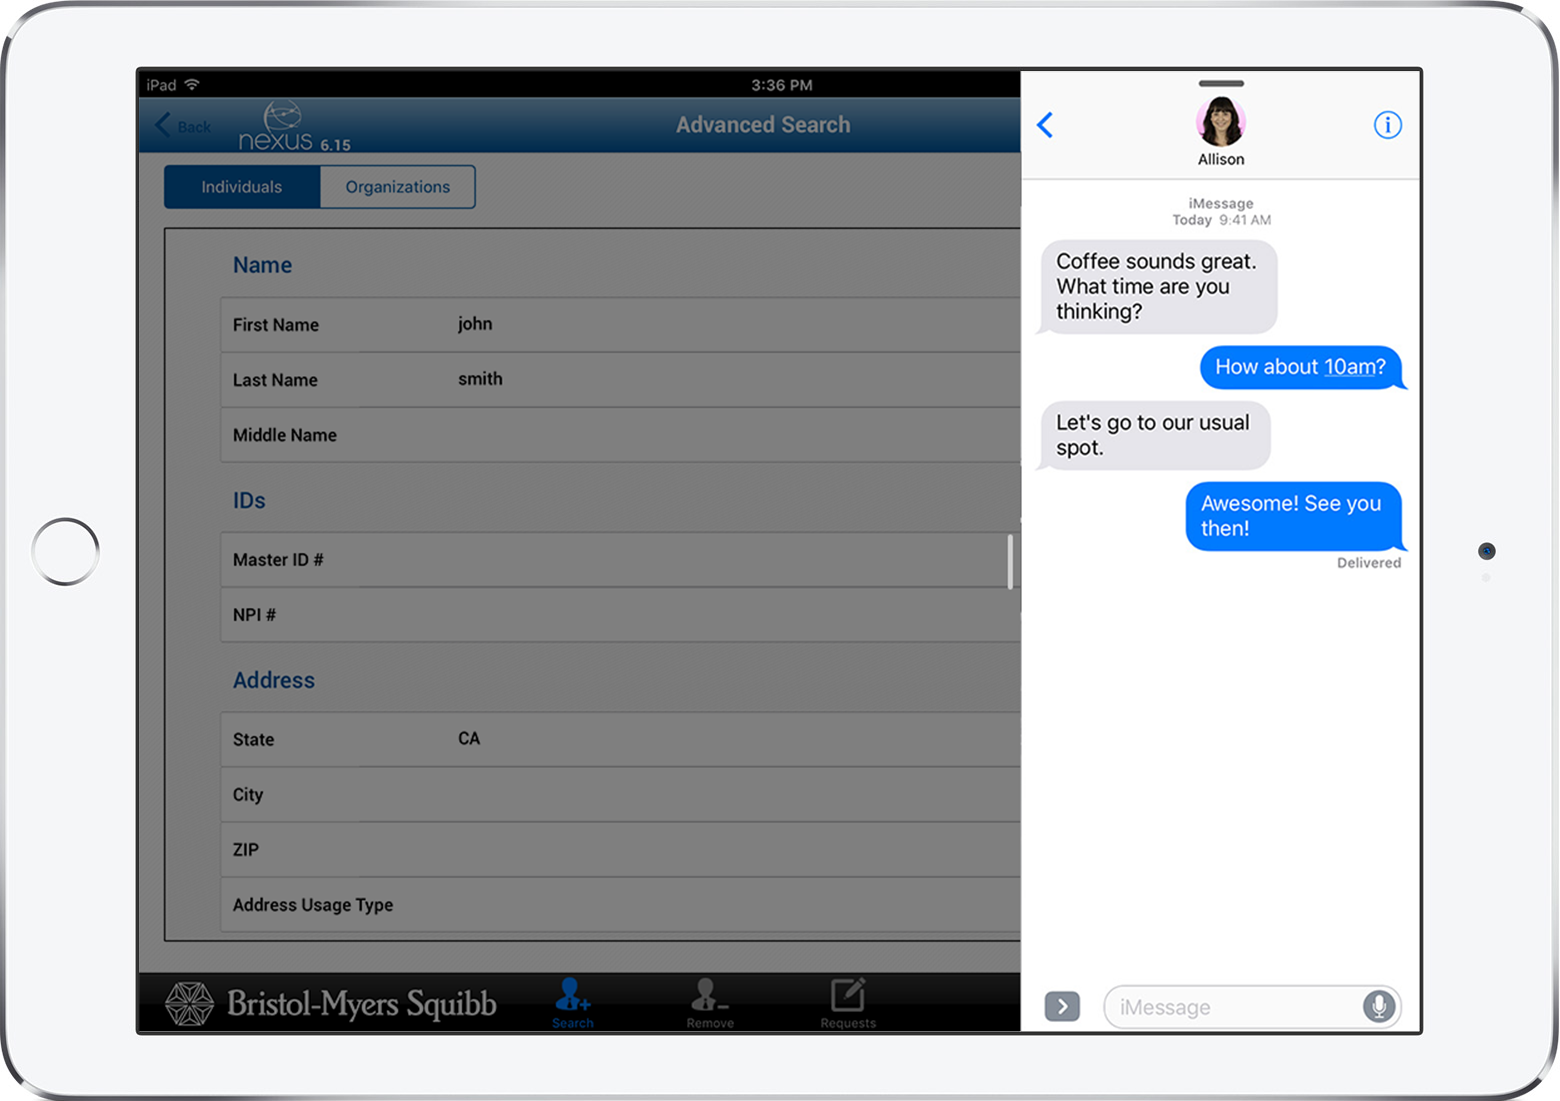 iPad
3:36 PM
Back
nexus 6.15
Advanced Search
Individuals
Organizations
Name
First Name john
Last Name smith
Middle Name
IDs
Master ID #
NPI #
Address
State CA
City
ZIP
Address Usage Type
Bristol-Myers Squibb
Search
Remove
Requests
Allison
iMessage
Today 9:41 AM
Coffee sounds great.
What time are you
thinking?
How about 10am?
Let's go to our usual
spot.
Awesome! See you
then!
Delivered
iMessage